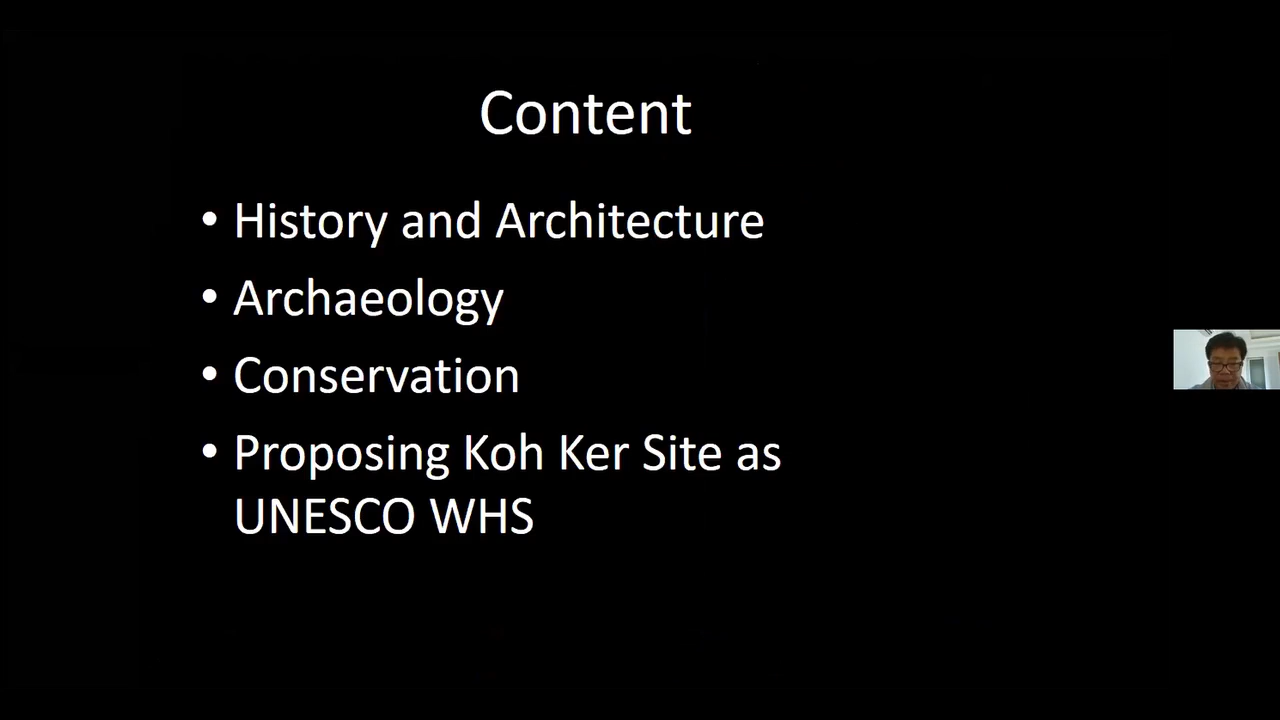 Content
• History and Architecture
• Archaeology
• Conservation
• Proposing Koh Ker Site as
UNESCO WHS